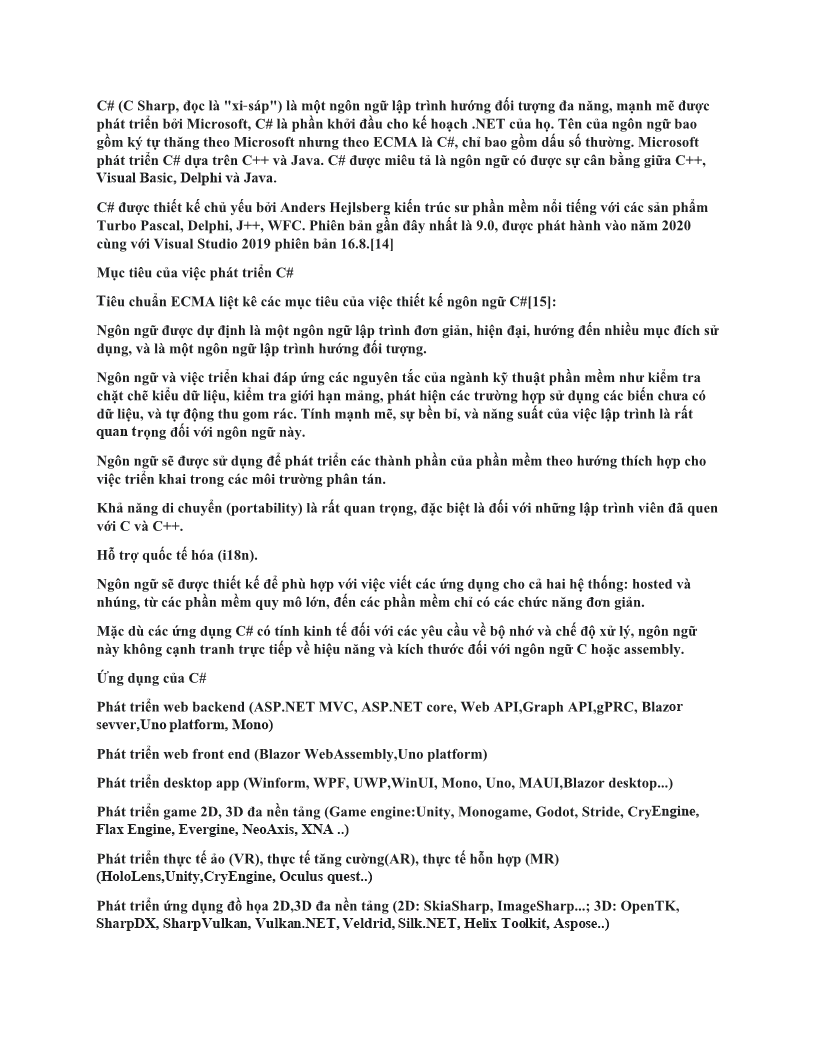 C# (C Sharp, đọc là "xi-sáp") là một ngôn ngữ lập trình hướng đối tượng đa năng, mạnh mẽ được
phát triển bởi Microsoft, C# là phần khởi đầu cho kế hoạch .NET của họ. Tên của ngôn ngữ bao
gồm ký tự thăng theo Microsoft nhưng theo ECMA là C#, chỉ bao gồm dấu số thường. Microsoft
phát triển C# dựa trên C++ và Java. C# được miêu tả là ngôn ngữ có được sự cân bằng giữa C++,
Visual Basic, Delphi và Java.
C# được thiết kế chủ yếu bởi Anders Hejlsberg kiến trúc sư phần mềm nổi tiếng với các sản phẩm
Turbo Pascal, Delphi, J++, WFC. Phiên bản gần đây nhất là 9.0, được phát hành vào năm 2020
cùng với Visual Studio 2019 phiên bản 16.8.[14]
Mục tiêu của việc phát triển C#
Tiêu chuẩn ECMA liệt kê các mục tiêu của việc thiết kế ngôn ngữ C#[15]:
Ngôn ngữ được dự định là một ngôn ngữ lập trình đơn giản, hiện đại, hướng đến nhiều mục đích sử
dụng, và là một ngôn ngữ lập trình hướng đối tượng.
Ngôn ngữ và việc triển khai đáp ứng các nguyên tắc của ngành kỹ thuật phần mềm như kiểm tra
chặt chẽ kiểu dữ liệu, kiểm tra giới hạn mảng, phát hiện các trường hợp sử dụng các biến chưa có
dữ liệu, và tự động thu gom rác. Tính mạnh mẽ, sự bền bỉ, và năng suất của việc lập trình là rất
quan trọng đối với ngôn ngữ này.
Ngôn ngữ sẽ được sử dụng để phát triển các thành phần của phần mềm theo hướng thích hợp cho
việc triển khai trong các môi trường phân tán.
Khả năng di chuyển (portability) là rất quan trọng, đặc biệt là đối với những lập trình viên đã quen
với C và C++.
Hỗ trợ quốc tế hóa (i18n).
Ngôn ngữ sẽ được thiết kế để phù hợp với việc viết các ứng dụng cho cả hai hệ thống: hosted và
nhúng, từ các phần mềm quy mô lớn, đến các phần mềm chỉ có các chức năng đơn giản.
Mặc dù các ứng dụng C# có tính kinh tế đối với các yêu cầu về bộ nhớ và chế độ xử lý, ngôn ngữ
này không cạnh tranh trực tiếp về hiệu năng và kích thước đối với ngôn ngữ C hoặc assembly.
Ứng dụng của C#
Phát triển web backend (ASP.NET MVC, ASP.NET core, Web API,Graph API,gPRC, Blazor
sevver,Uno platform, Mono)
Phát triển web front end (Blazor WebAssembly,Uno platform)
Phát triển desktop app (Winform, WPF, UWP,WinUI, Mono, Uno, MAUI,Blazor desktop...)
Phát triển game 2D, 3D đa nền tảng (Game engine:Unity, Monogame, Godot, Stride, CryEngine,
Flax Engine, Evergine, NeoAxis, XNA ..)
Phát triển thực tế ảo (VR), thực tế tăng cường(AR), thực tế hỗn hợp (MR)
(HoloLens,Unity,CryEngine, Oculus quest..)
Phát triển ứng dụng đồ họa 2D,3D đa nền tảng (2D: SkiaSharp, ImageSharp...; 3D: OpenTK,
SharpDX, SharpVulkan, Vulkan.NET, Veldrid, Silk.NET, Helix Toolkit, Aspose..)